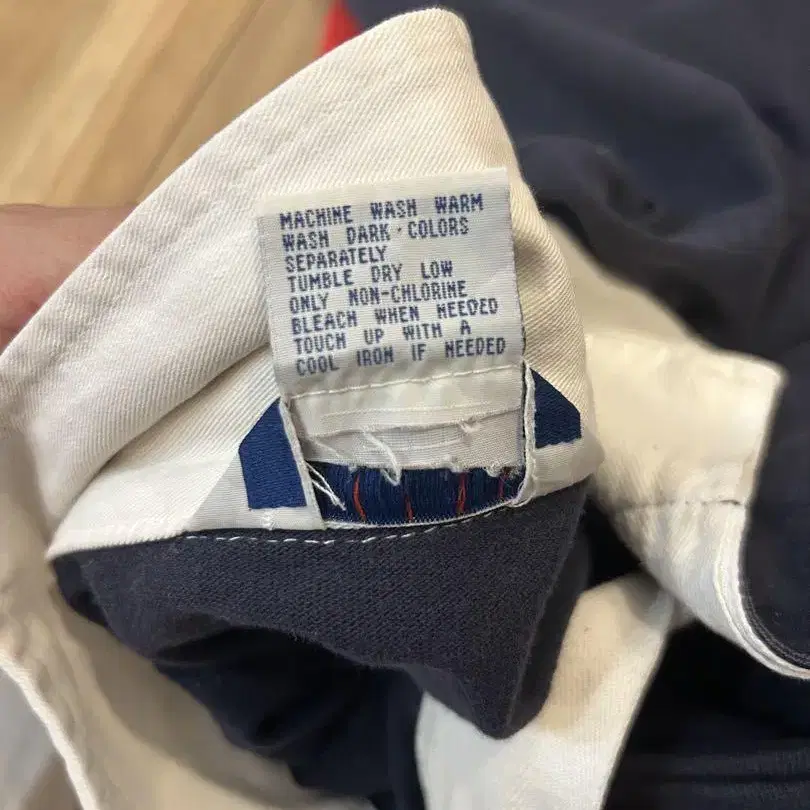 MACHINE WASH WARM
WASH DARK COLORS
SEPARATELY
TUMBLE DRY LOW
ONLY NON-CHLORINE
BLEACH WHEN NEEDED
TOUCH UP WITH A
COOL IRON IF NEEDED